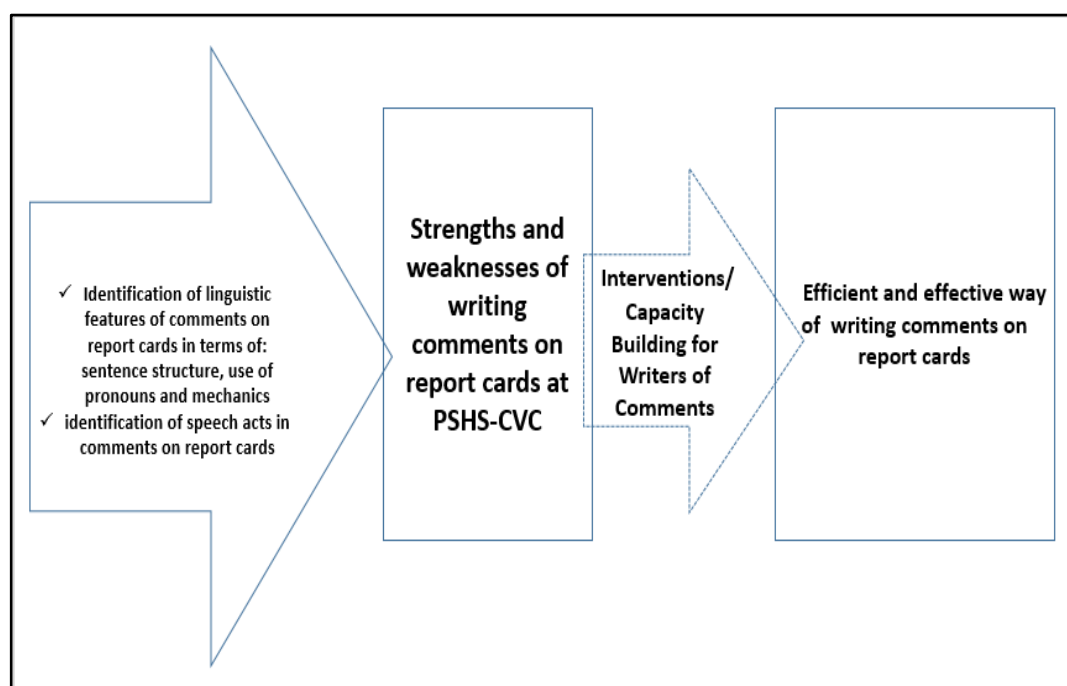 ✓ Identification of linguistic
features of comments on
report cards in terms of:
sentence structure, use of
pronouns and mechanics
✓ identification of speech acts in
comments on report cards
Strengths and
weaknesses of
writing
comments on
report cards at
PSHS-CVC
Interventions/
Capacity
Building for
Writers of
Comments
Efficient and effective way
of writing comments on
report cards